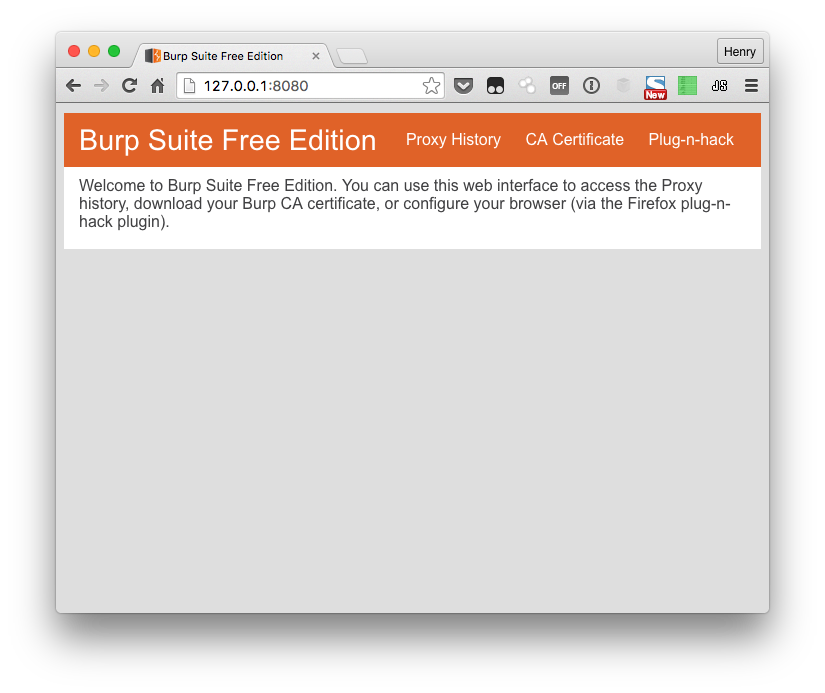 Burp Suite Free Edition
Henry
127.0.0.1:8080
OFF
New
Burp Suite Free Edition Proxy History CA Certificate Plug-n-hack
Welcome to Burp Suite Free Edition. You can use this web interface to access the Proxy
history, download your Burp CA certificate, or configure your browser (via the Firefox plug-n-
hack plugin).